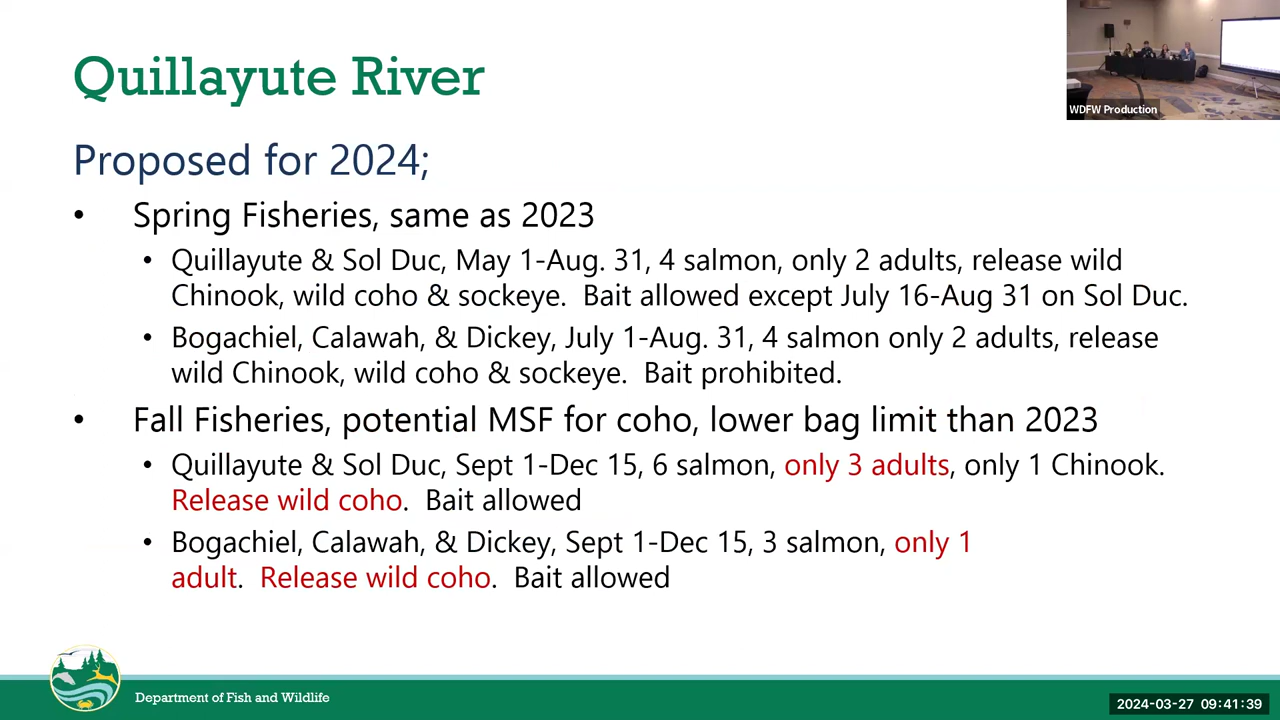 Quillayute River
WDFW Production
Proposed for 2024;
• Spring Fisheries, same as 2023
• Quillayute & Sol Duc, May 1-Aug. 31, 4 salmon, only 2 adults, release wild
Chinook, wild coho & sockeye. Bait allowed except July 16-Aug 31 on Sol Duc.
• Bogachiel, Calawah, & Dickey, July 1-Aug. 31, 4 salmon only 2 adults, release
wild Chinook, wild coho & sockeye. Bait prohibited.
• Fall Fisheries, potential MSF for coho, lower bag limit than 2023
• Quillayute & Sol Duc, Sept 1-Dec 15, 6 salmon, only 3 adults, only 1 Chinook.
Release wild coho. Bait allowed
• Bogachiel, Calawah, & Dickey, Sept 1-Dec 15, 3 salmon, only 1
adult. Release wild coho. Bait allowed
Department of Fish and Wildlife
2024-03-27 09:41:39